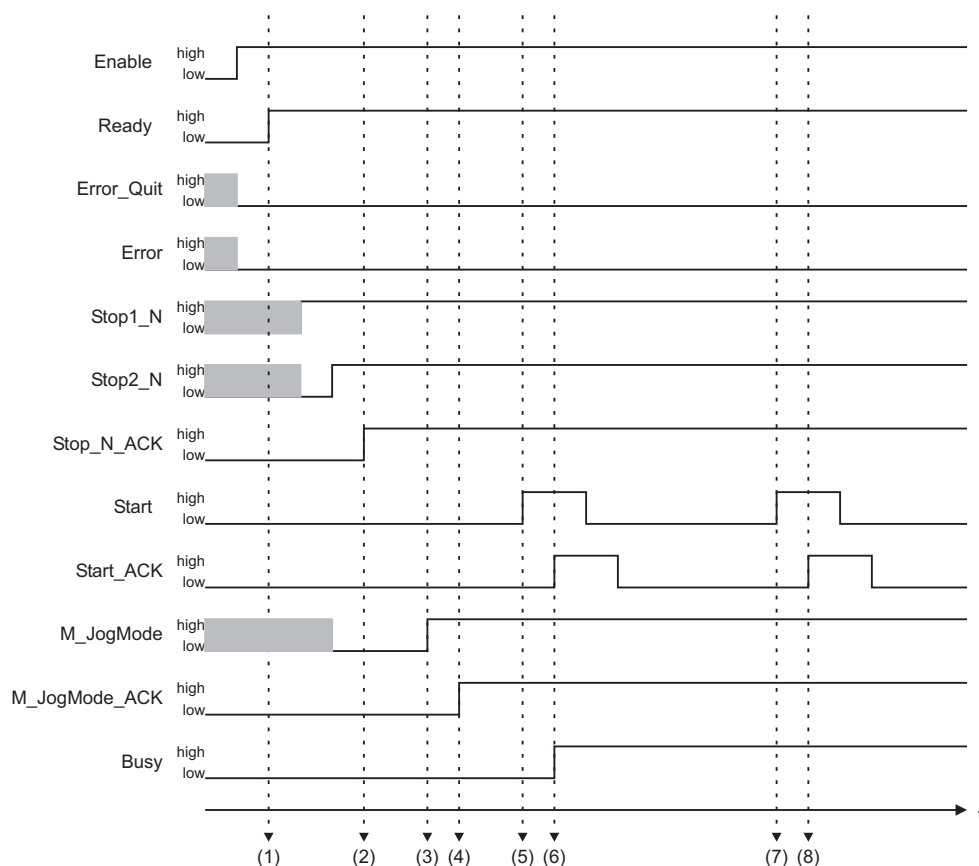 Enable high
low
Ready high
low
Error_Quit high
low
Error high
low
Stop1_N high
low
Stop2_N high
low
Stop_N_ACK high
low
Start high
low
Start_ACK high
low
M_JogMode high
low
M_JogMode_ACK high
low
Busy high
low
(1) (2) (3) (4) (5) (6) (7) (8)